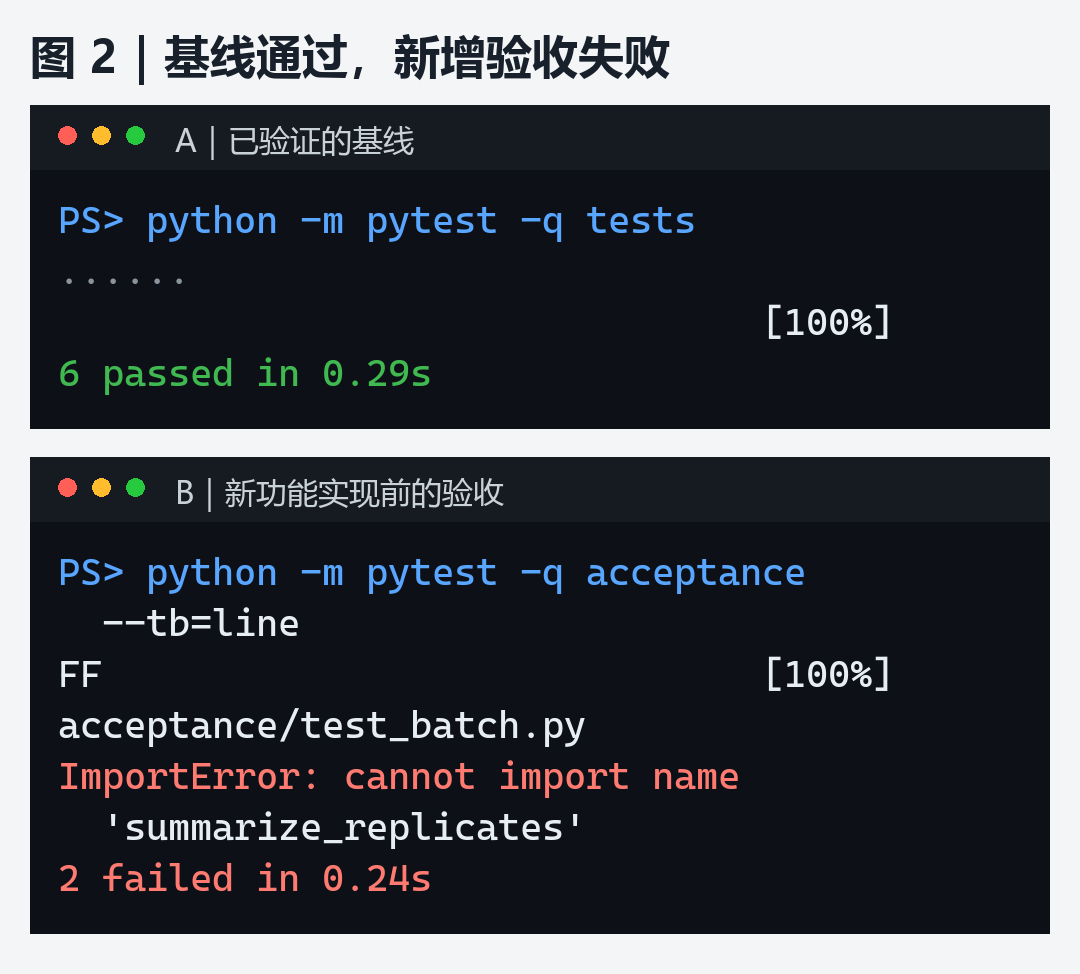 图 2｜基线通过，新增验收失败
A｜已验证的基线
PS> python -m pytest -q tests
......
[100%]
6 passed in 0.29s
B｜新功能实现前的验收
PS> python -m pytest -q acceptance
--tb=line
FF [100%]
acceptance/test_batch.py
ImportError: cannot import name
'summarize_replicates'
2 failed in 0.24s